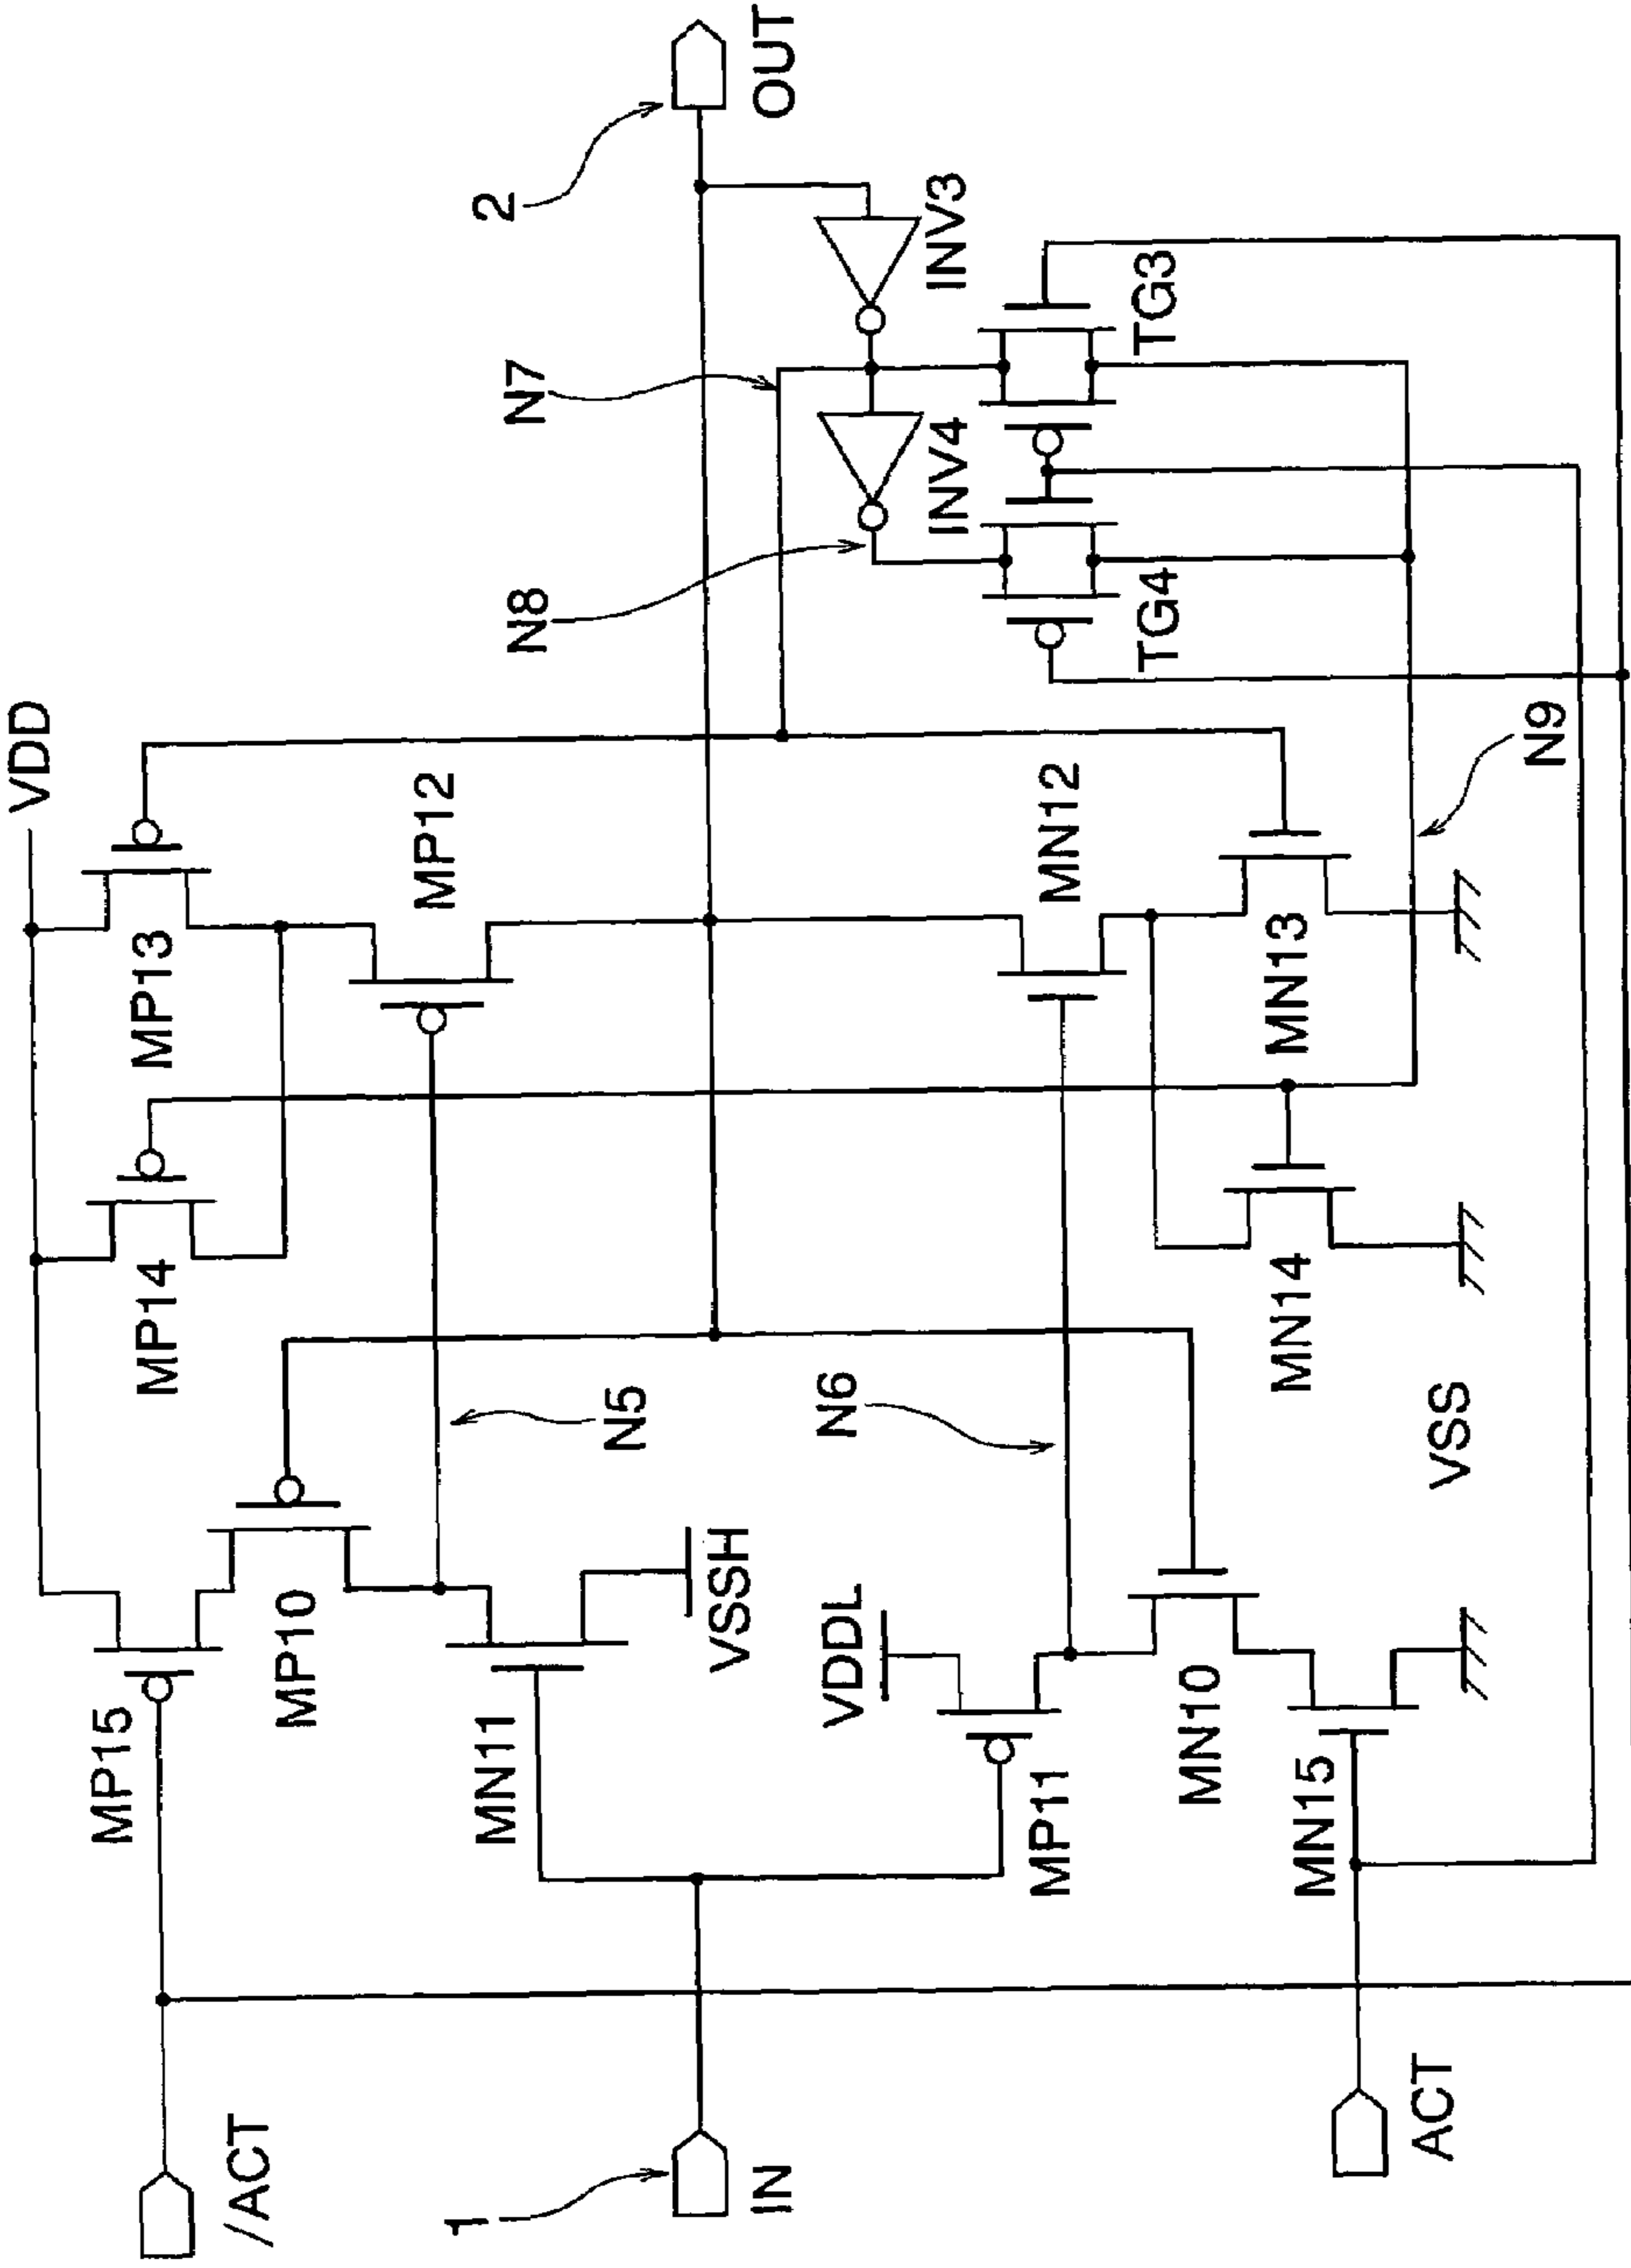 VDD
MP15
MP14
MP13
MP10
MP12
/ACT
N5
N8
N7
2
MN11
VSSH
OUT
1
IN
VDDL
N6
INV4
INV3
MP11
MN12
TG4
TG3
MN10
MN15
MN14
MN13
ACT
VSS
N9